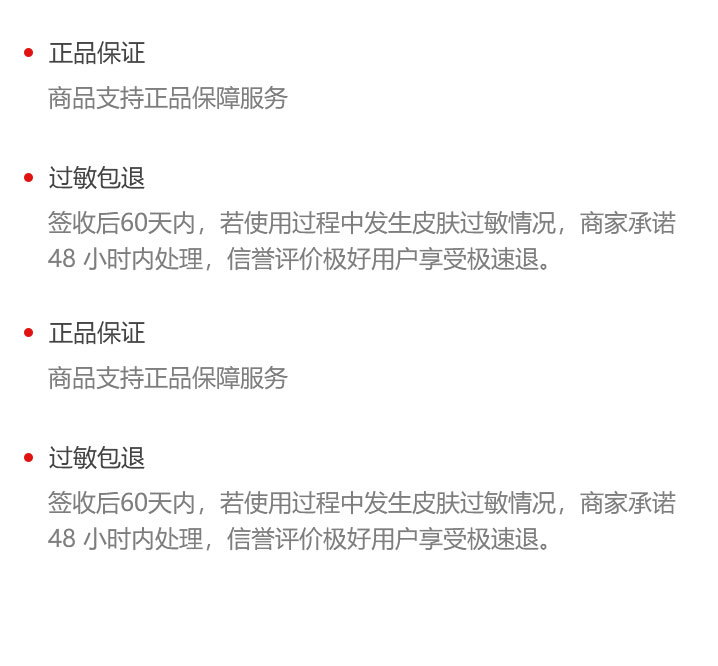 正品保证
商品支持正品保障服务
过敏包退
签收后60天内，若使用过程中发生皮肤过敏情况，商家承诺
48 小时内处理，信誉评价极好用户享受极速退。
正品保证
商品支持正品保障服务
过敏包退
签收后60天内，若使用过程中发生皮肤过敏情况，商家承诺
48 小时内处理，信誉评价极好用户享受极速退。